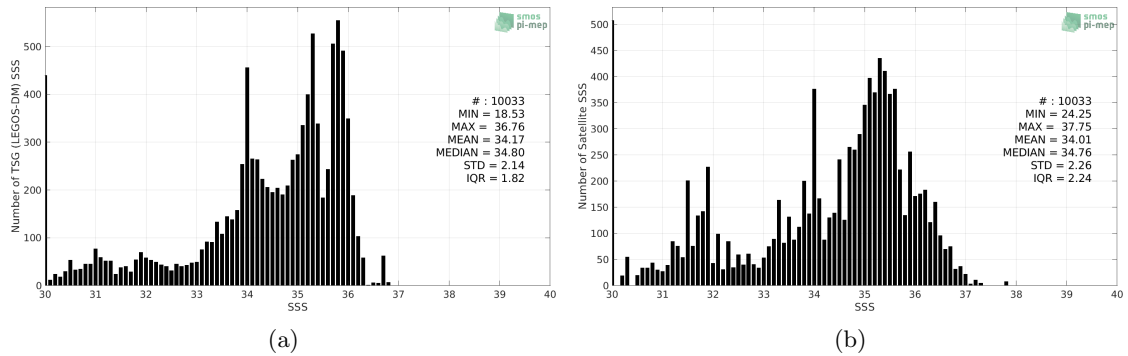 smos
pi-mep
Number of TSG (LEGOS-DM) SSS
500
400
300
200
100
0
# : 10033
MIN = 18.53
MAX = 36.76
MEAN = 34.17
MEDIAN = 34.80
STD = 2.14
IQR = 1.82
30 31 32 33 34 35 36 37 38 39 40
SSS
(a)
smos
pi-mep
Number of Satellite SSS
500
450
400
350
300
250
200
150
100
50
0
# : 10033
MIN = 24.25
MAX = 37.75
MEAN = 34.01
MEDIAN = 34.76
STD = 2.26
IQR = 2.24
30 31 32 33 34 35 36 37 38 39 40
SSS
(b)